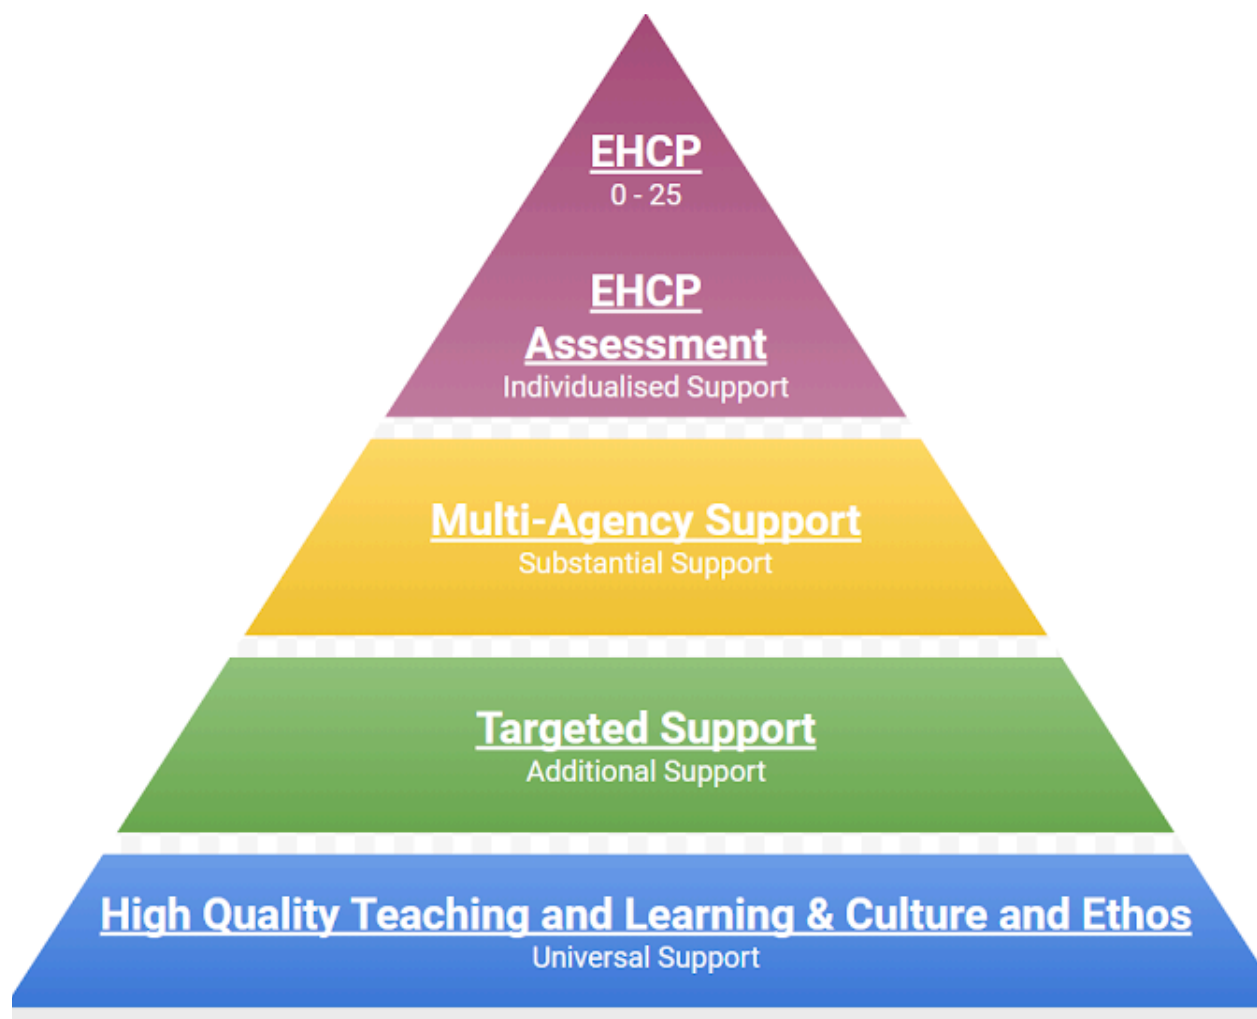 EHCP
0 - 25
EHCP
Assessment
Individualised Support
Multi-Agency Support
Substantial Support
Targeted Support
Additional Support
High Quality Teaching and Learning & Culture and Ethos
Universal Support